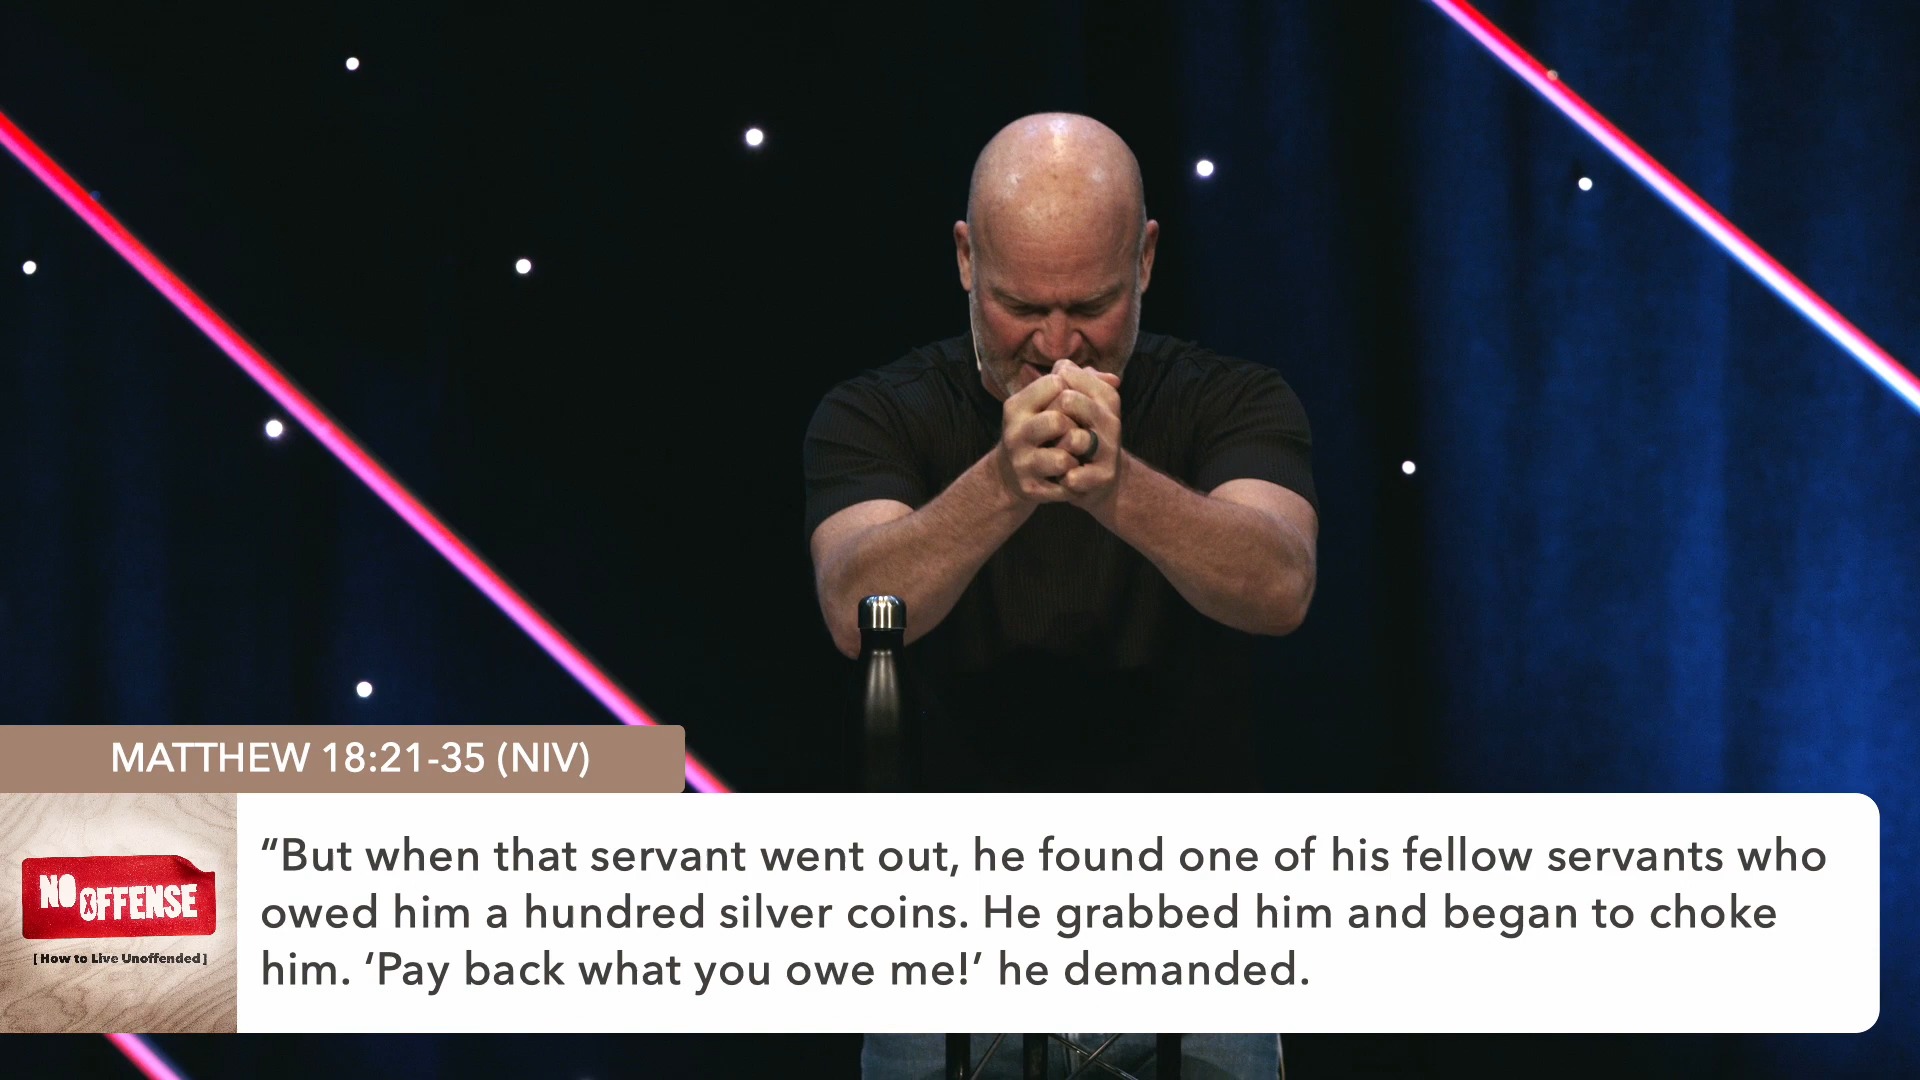 MATTHEW 18:21-35 (NIV)
NO OFFENSE
[ How to Live Unoffended ]
“But when that servant went out, he found one of his fellow servants who
owed him a hundred silver coins. He grabbed him and began to choke
him. ‘Pay back what you owe me!’ he demanded.